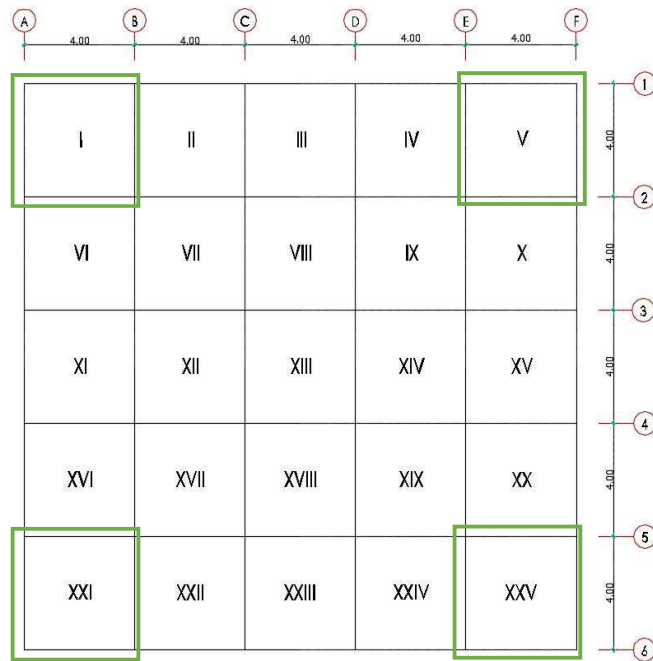 A B C D E F
4.00 4.00 4.00 4.00 4.00
1
I II III IV V
4.00
2
VI VII VIII IX X
4.00
3
XI XII XIII XIV XV
4.00
4
XVI XVII XVIII XIX XX
4.00
5
XXI XXII XXIII XXIV XXV
4.00
6